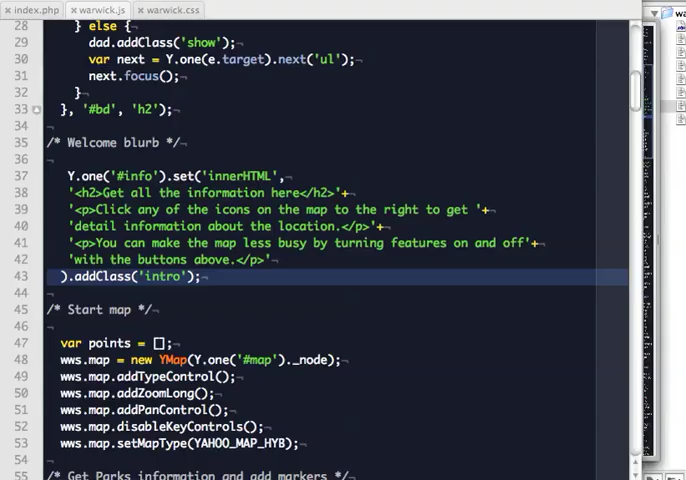 index.php warwick.js warwick.css wa
28 } else {
29 dad.addClass('show');
30 var next = Y.one(e.target).next('ul');
31 next.focus();
32 }
33 }, '#bd', 'h2');
34
35 /* Welcome blurb */
36
37 Y.one('#info').set('innerHTML',
38 '<h2>Get all the information here</h2>'+
39 '<p>Click any of the icons on the map to the right to get '+
40 'detail information about the location.</p>'+
41 '<p>You can make the map less busy by turning features on and off'+
42 'with the buttons above.</p>'
43 ).addClass('intro');
44
45 /* Start map */
46
47 var points = [];
48 wws.map = new YMap(Y.one('#map')._node);
49 wws.map.addTypeControl();
50 wws.map.addZoomLong();
51 wws.map.addPanControl();
52 wws.map.disableKeyControls();
53 wws.map.setMapType(YAHOO_MAP_HYB);
54
55 /* Get Parks information and add markers */